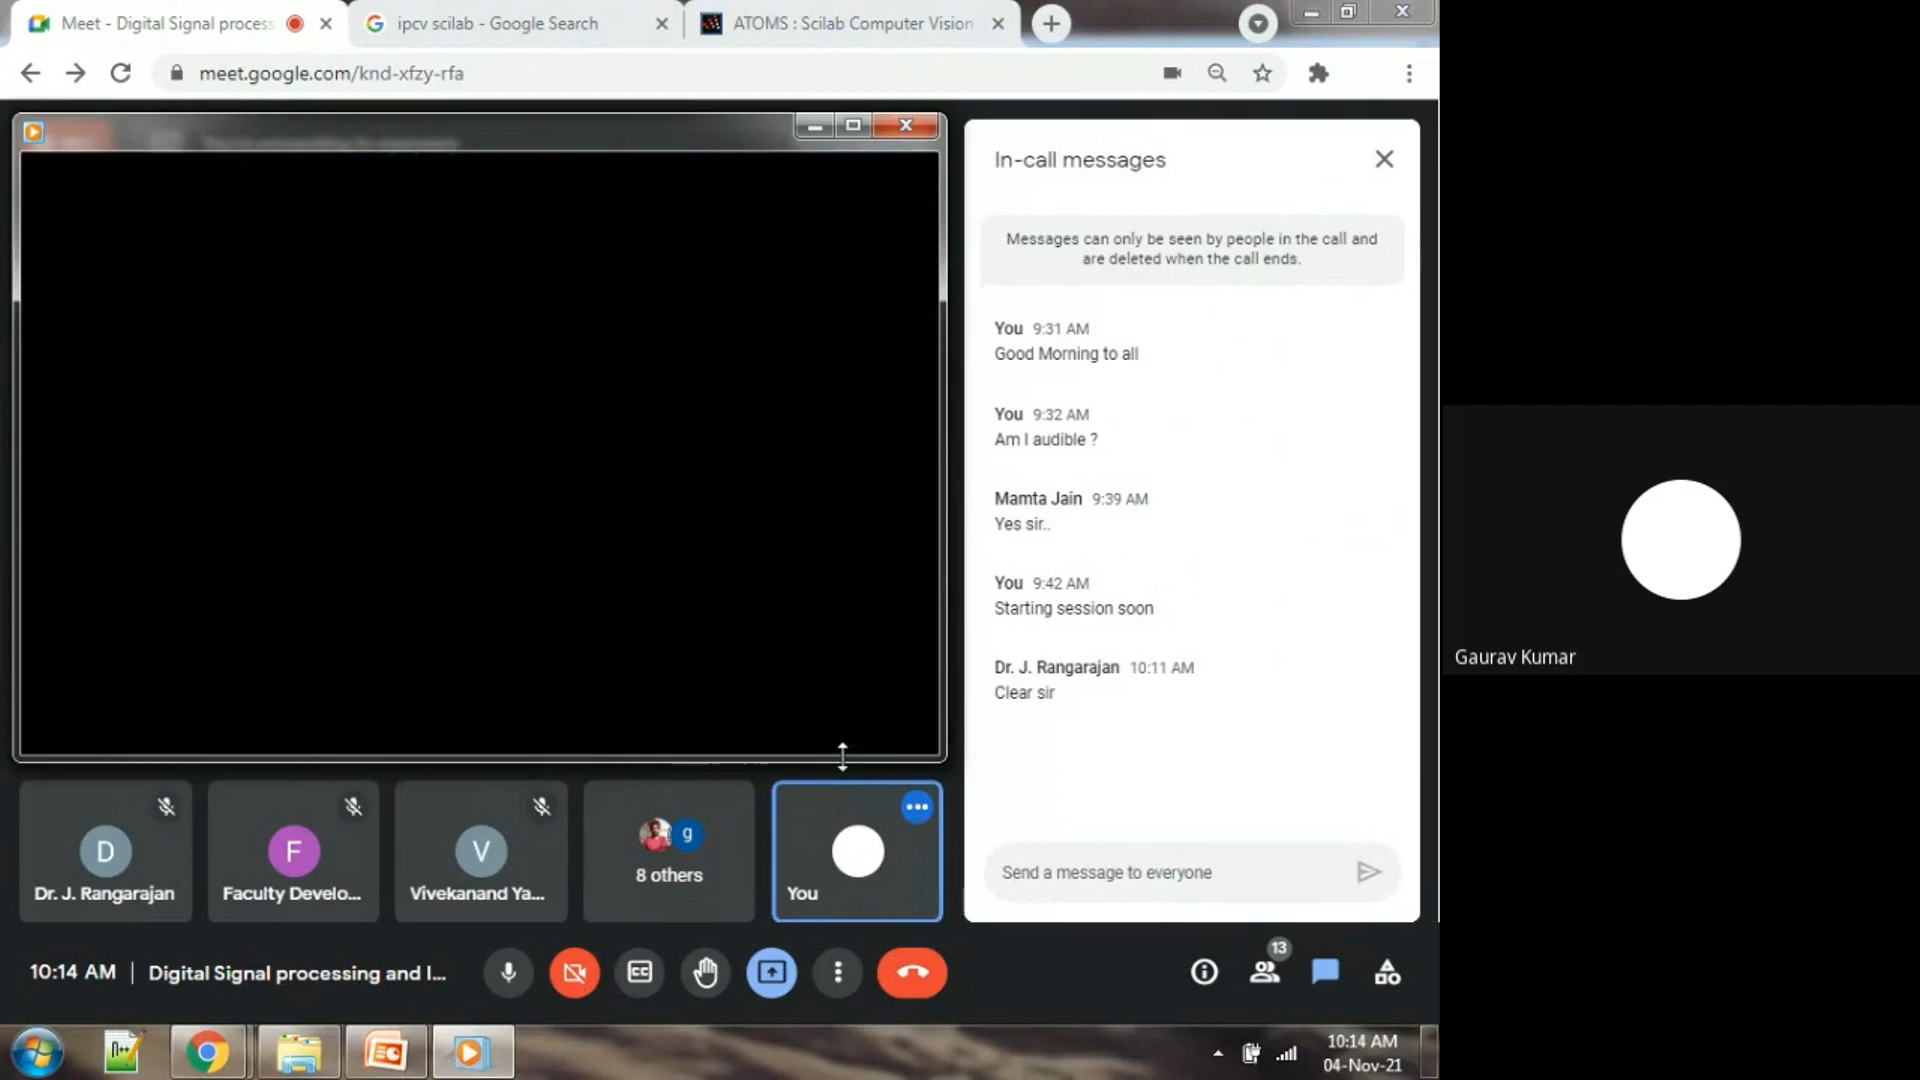 Meet - Digital Signal process
ipcv scilab - Google Search
ATOMS : Scilab Computer Vision
meet.google.com/knd-xfzy-rfa
In-call messages
Messages can only be seen by people in the call and
are deleted when the call ends.
You 9:31 AM
Good Morning to all
You 9:32 AM
Am I audible ?
Mamta Jain 9:39 AM
Yes sir..
You 9:42 AM
Starting session soon
Dr. J. Rangarajan 10:11 AM
Clear sir
Send a message to everyone
Gaurav Kumar
D
F
V
g
8 others
Dr. J. Rangarajan
Faculty Develo...
Vivekanand Ya...
You
10:14 AM | Digital Signal processing and I...
CC
13
10:14 AM
04-Nov-21